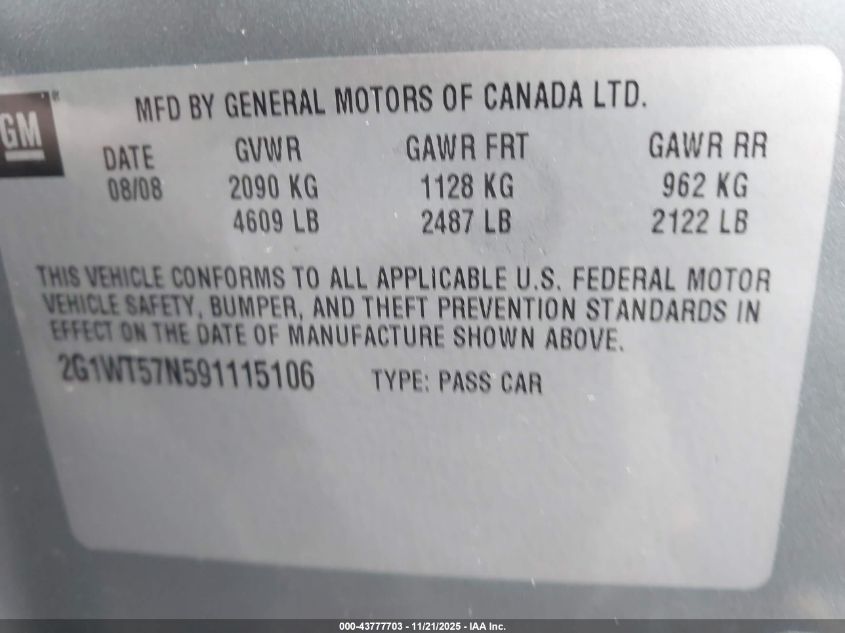 GM
MFD BY GENERAL MOTORS OF CANADA LTD.
DATE GVWR GAWR FRT GAWR RR
08/08 2090 KG 1128 KG 962 KG
4609 LB 2487 LB 2122 LB
THIS VEHICLE CONFORMS TO ALL APPLICABLE U.S. FEDERAL MOTOR
VEHICLE SAFETY, BUMPER, AND THEFT PREVENTION STANDARDS IN
EFFECT ON THE DATE OF MANUFACTURE SHOWN ABOVE.
2G1WT57N591115106 TYPE: PASS CAR
000-43777703 - 11/21/2025 - IAA Inc.